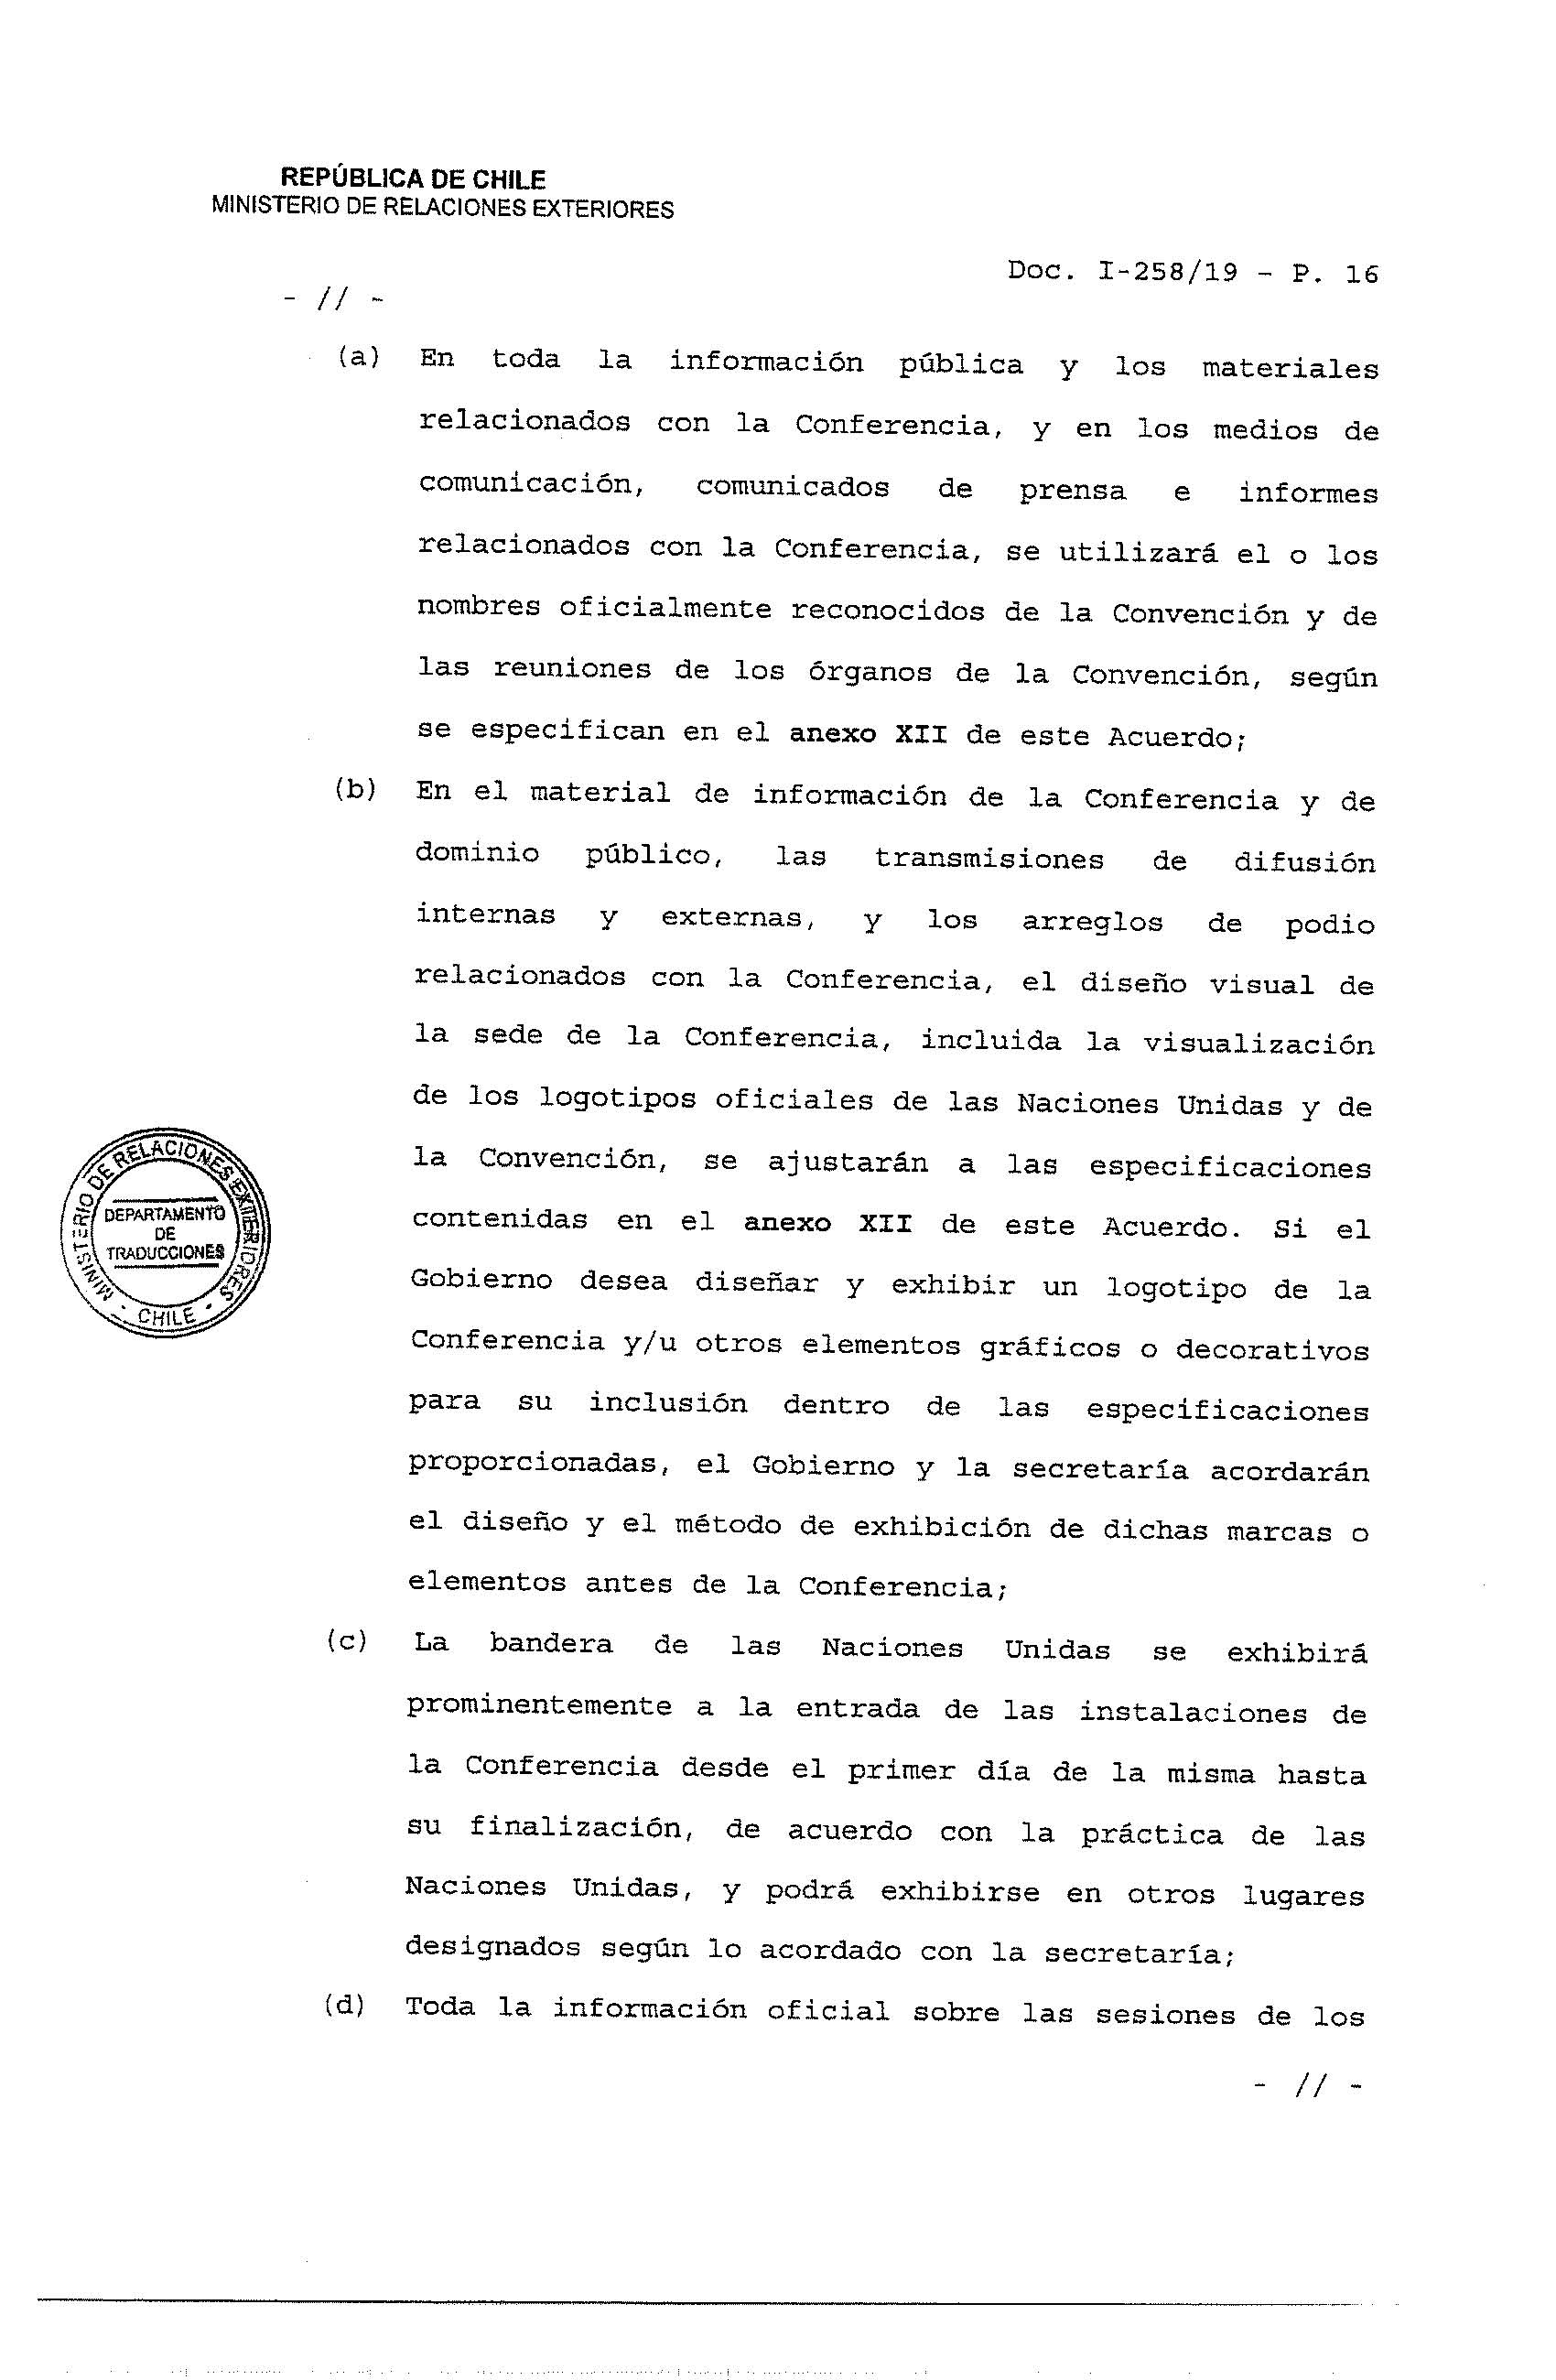 REPÚBLICA DE CHILE
MINISTERIO DE RELACIONES EXTERIORES
Doc. I-258/19 - P. 16
- // -
(a) En toda la información pública y los materiales
relacionados con la Conferencia, y en los medios de
comunicación, comunicados de prensa e informes
relacionados con la Conferencia, se utilizará el o los
nombres oficialmente reconocidos de la Convención y de
las reuniones de los órganos de la Convención, según
se especifican en el anexo XII de este Acuerdo;
(b) En el material de información de la Conferencia y de
dominio público, las transmisiones de difusión
internas y externas, y los arreglos de podio
relacionados con la Conferencia, el diseño visual de
la sede de la Conferencia, incluida la visualización
de los logotipos oficiales de las Naciones Unidas y de
la Convención, se ajustarán a las especificaciones
contenidas en el anexo XII de este Acuerdo. Si el
Gobierno desea diseñar y exhibir un logotipo de la
Conferencia y/u otros elementos gráficos o decorativos
para su inclusión dentro de las especificaciones
proporcionadas, el Gobierno y la secretaría acordarán
el diseño y el método de exhibición de dichas marcas o
elementos antes de la Conferencia;
(c) La bandera de las Naciones Unidas se exhibirá
prominentemente a la entrada de las instalaciones de
la Conferencia desde el primer día de la misma hasta
su finalización, de acuerdo con la práctica de las
Naciones Unidas, y podrá exhibirse en otros lugares
designados según lo acordado con la secretaría;
(d) Toda la información oficial sobre las sesiones de los
- // -
MINISTERIO DE RELACIONES EXTERIORES
DEPARTAMENTO
DE
TRADUCCIONES
- CHILE -